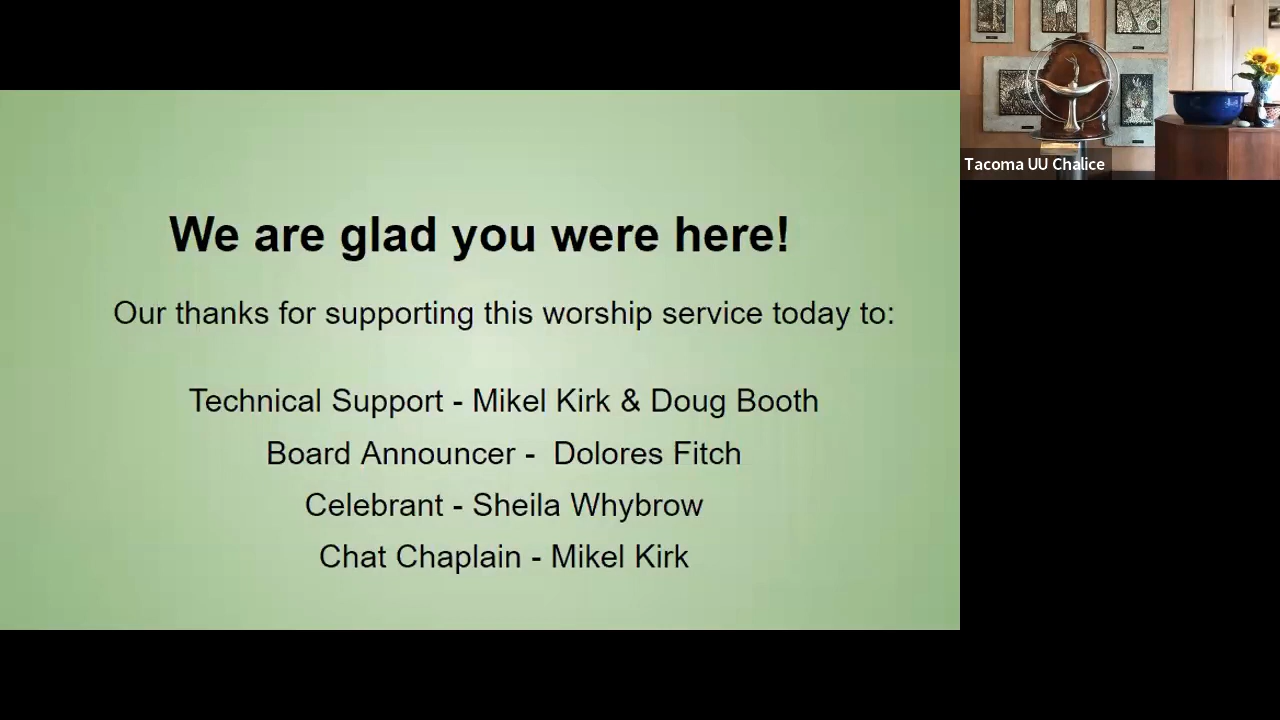 We are glad you were here!
Our thanks for supporting this worship service today to:
Technical Support - Mikel Kirk & Doug Booth
Board Announcer -  Dolores Fitch
Celebrant - Sheila Whybrow
Chat Chaplain - Mikel Kirk
Tacoma UU Chalice